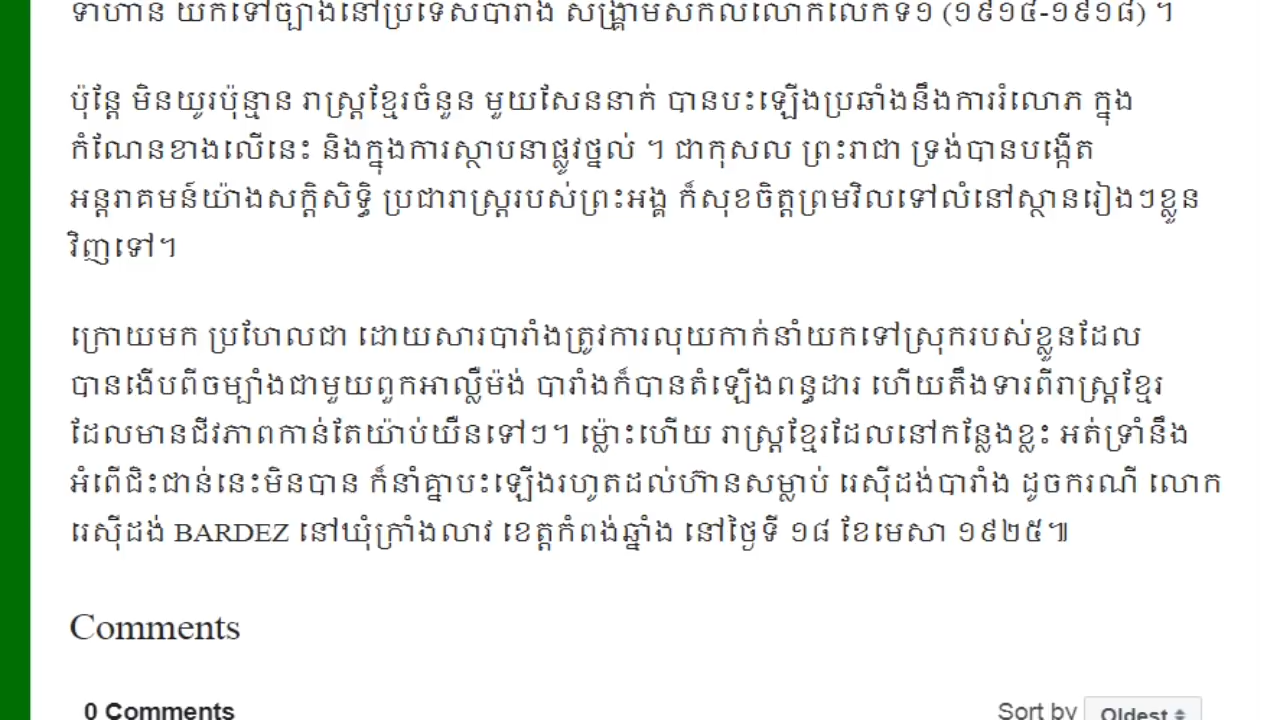 ទាហាន យកទៅច្បាំងនៅប្រទេសបារាំង សង្គ្រាមសកលលោកលើកទី១ (១៩១៤-១៩១៨) ។
ប៉ុន្តែ មិនយូរប៉ុន្មាន រាស្ត្រខ្មែរចំនួន មួយសែននាក់ បានបះឡើងប្រឆាំងនឹងការរំលោភ ក្នុង
កំណែនខាងលើនេះ និងក្នុងការស្ថាបនាផ្លូវថ្នល់ ។ ជាកុសល ព្រះរាជា ទ្រង់បានបង្កើត
អន្តរាគមន៍យ៉ាងសក្តិសិទ្ធិ ប្រជារាស្ត្ររបស់ព្រះអង្គ ក៏សុខចិត្តព្រមវិលទៅលំនៅស្ថានរៀងៗខ្លួន
វិញទៅ។
ក្រោយមក ប្រហែលជា ដោយសារបារាំងត្រូវការលុយកាក់នាំយកទៅស្រុករបស់ខ្លួនដែល
បានងើបពីចម្បាំងជាមួយពួកអាល្លឺម៉ង់ បារាំងក៏បានតំឡើងពន្ធដារ ហើយតឹងទារពីរាស្ត្រខ្មែរ
ដែលមានជីវភាពកាន់តែយ៉ាប់យឺនទៅៗ។ ម្ល៉ោះហើយ រាស្ត្រខ្មែរដែលនៅកន្លែងខ្លះ អត់ទ្រាំនឹង
អំពើជិះជាន់នេះមិនបាន ក៏នាំគ្នាបះឡើងរហូតដល់ហ៊ានសម្លាប់ រេស៊ីដង់បារាំង ដូចករណី លោក
រេស៊ីដង់ BARDEZ នៅឃុំក្រាំងលាវ ខេត្តកំពង់ឆ្នាំង នៅថ្ងៃទី ១៨ ខែមេសា ១៩២៥៕
Comments
0 Comments
Sort by Oldest